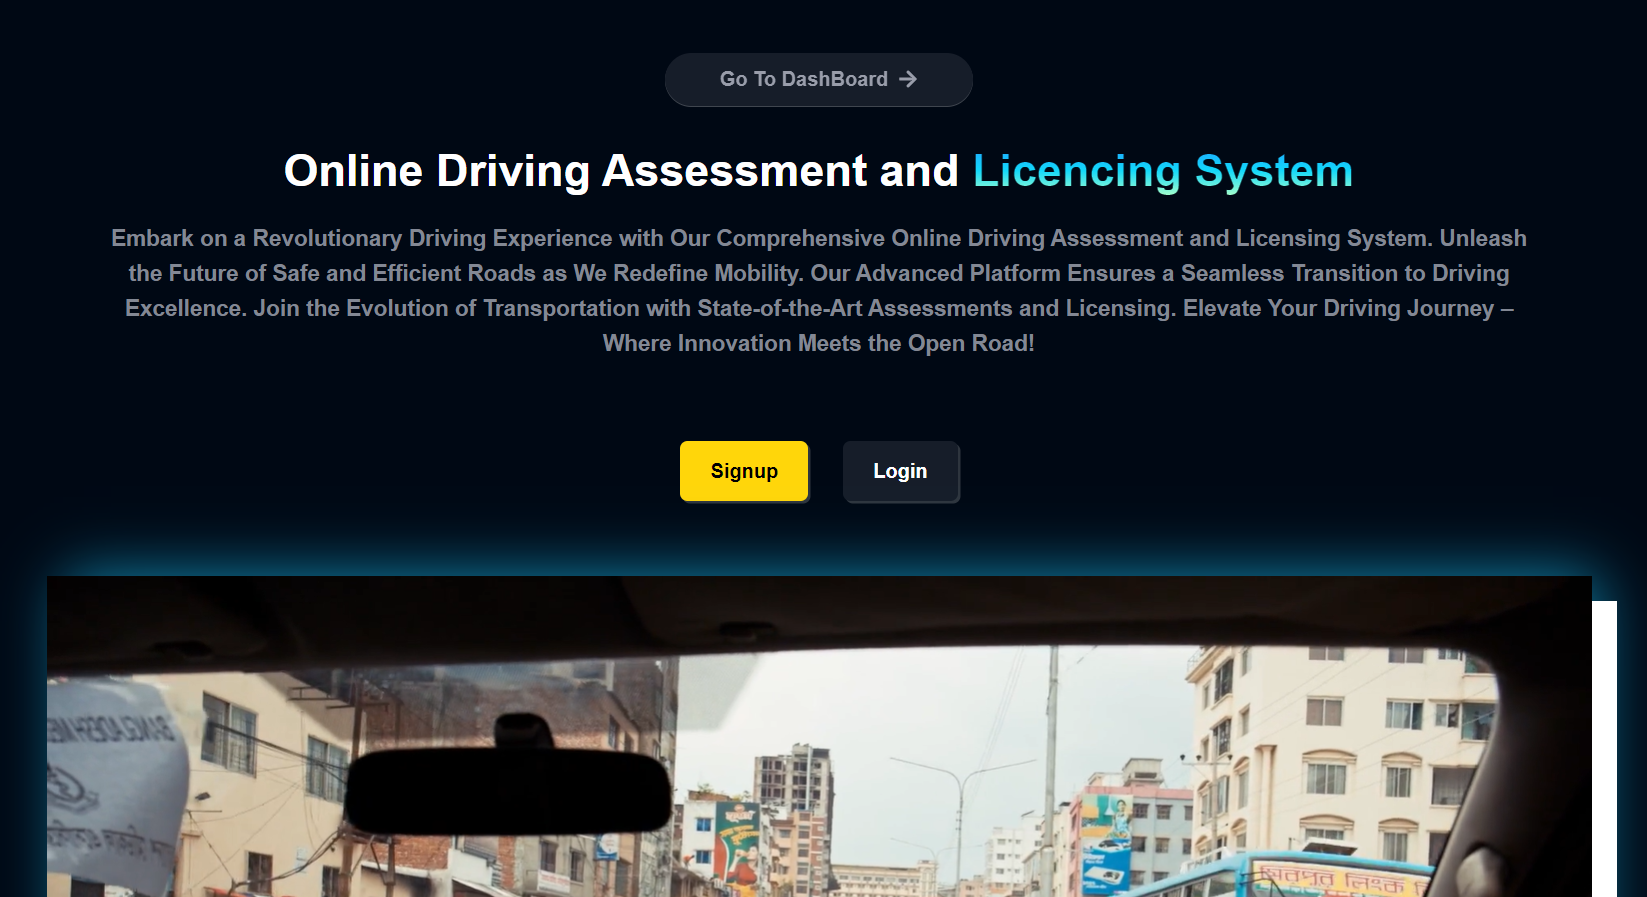 Go To DashBoard
Online Driving Assessment and Licencing System
Embark on a Revolutionary Driving Experience with Our Comprehensive Online Driving Assessment and Licensing System. Unleash
the Future of Safe and Efficient Roads as We Redefine Mobility. Our Advanced Platform Ensures a Seamless Transition to Driving
Excellence. Join the Evolution of Transportation with State-of-the-Art Assessments and Licensing. Elevate Your Driving Journey –
Where Innovation Meets the Open Road!
Signup Login
BANGLADESH ME
মিরপুর লিংক